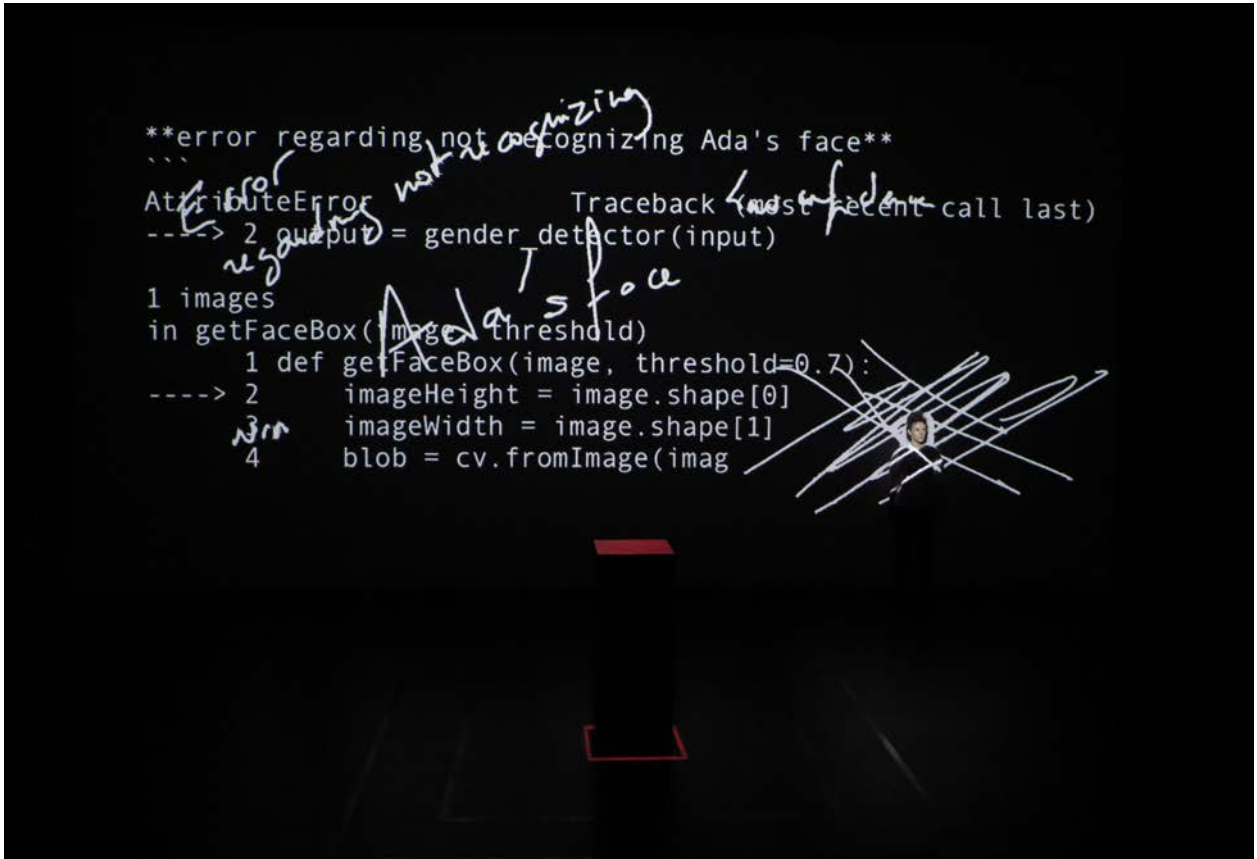 **error regarding not recognizing Ada's face**
```
Error
regarding not recognizing
Ada's face
AttributeError Traceback (most recent call last)
----> 2 output = gender_detector(input)
1 images
in getFaceBox(image, threshold)
1 def getFaceBox(image, threshold=0.7):
----> 2 imageHeight = image.shape[0]
3 imageWidth = image.shape[1]
4 blob = cv.fromImage(imag